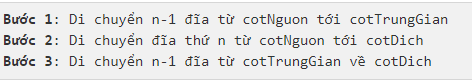 Bước 1: Di chuyển n-1 đĩa từ cotNguon tới cotTrungGian
Bước 2: Di chuyển đĩa thứ n từ cotNguon tới cotDich
Bước 3: Di chuyển n-1 đĩa từ cotTrungGian về cotDich